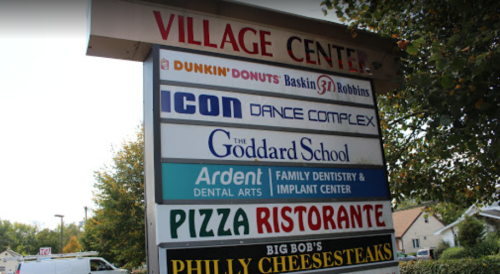 VILLAGE CENTER
DUNKIN' DONUTS Baskin 31 Robbins
ICON DANCE COMPLEX
THE Goddard School
Ardent DENTAL ARTS FAMILY DENTISTRY & IMPLANT CENTER
PIZZA RISTORANTE
BIG BOB'S
PHILLY CHEESESTEAKS